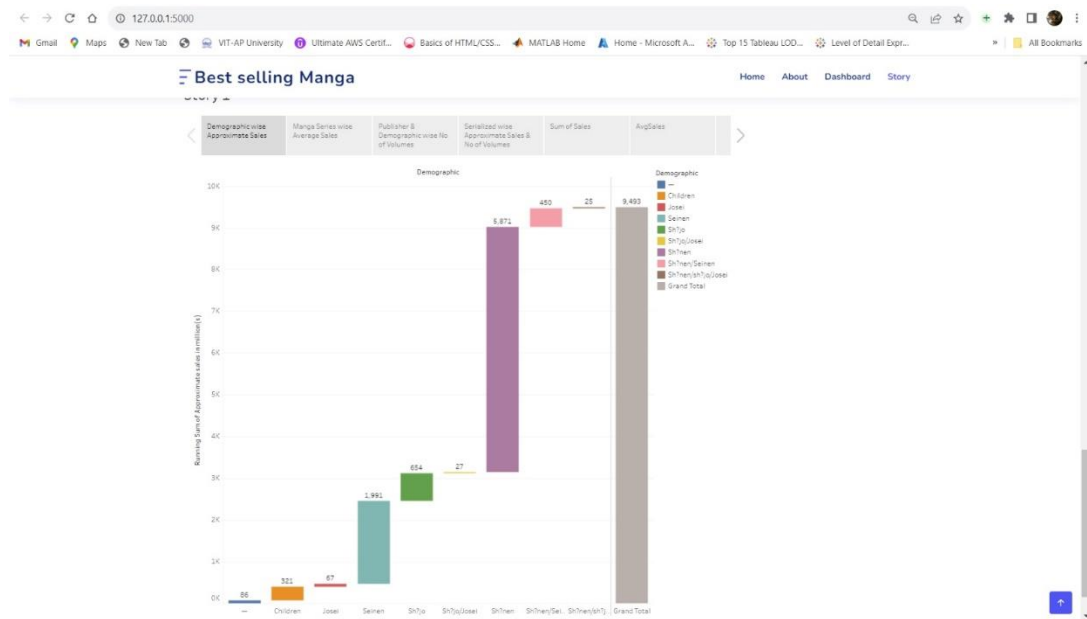 127.0.0.1:5000
Gmail Maps New Tab VIT-AP University Ultimate AWS Certif... Basics of HTML/CSS... MATLAB Home Home - Microsoft A... Top 15 Tableau LOD... Level of Detail Expr... » All Bookmarks
Best selling Manga Home About Dashboard Story
Story 1
Demographic wise Manga Series wise Publisher & Serialized wise Sum of Sales AvgSales
Approximate Sales Average Sales Demographic wise No Approximate Sales &
of Volumes No of Volumes
Demographic
Demographic
—
Children
Josei
Seinen
Sh?jo
Sh?jo/Josei
Sh?nen
Sh?nen/Seinen
Sh?nen/sh?jo/Josei
Grand Total
Running Sum of Approximate sales in million(s)
10K
9K
8K
7K
6K
5K
4K
3K
2K
1K
0K
86
321
67
1,991
654
27
5,871
450
25
9,493
— Children Josei Seinen Sh?jo Sh?jo/Josei Sh?nen Sh?nen/Sei.. Sh?nen/sh?j.. Grand Total